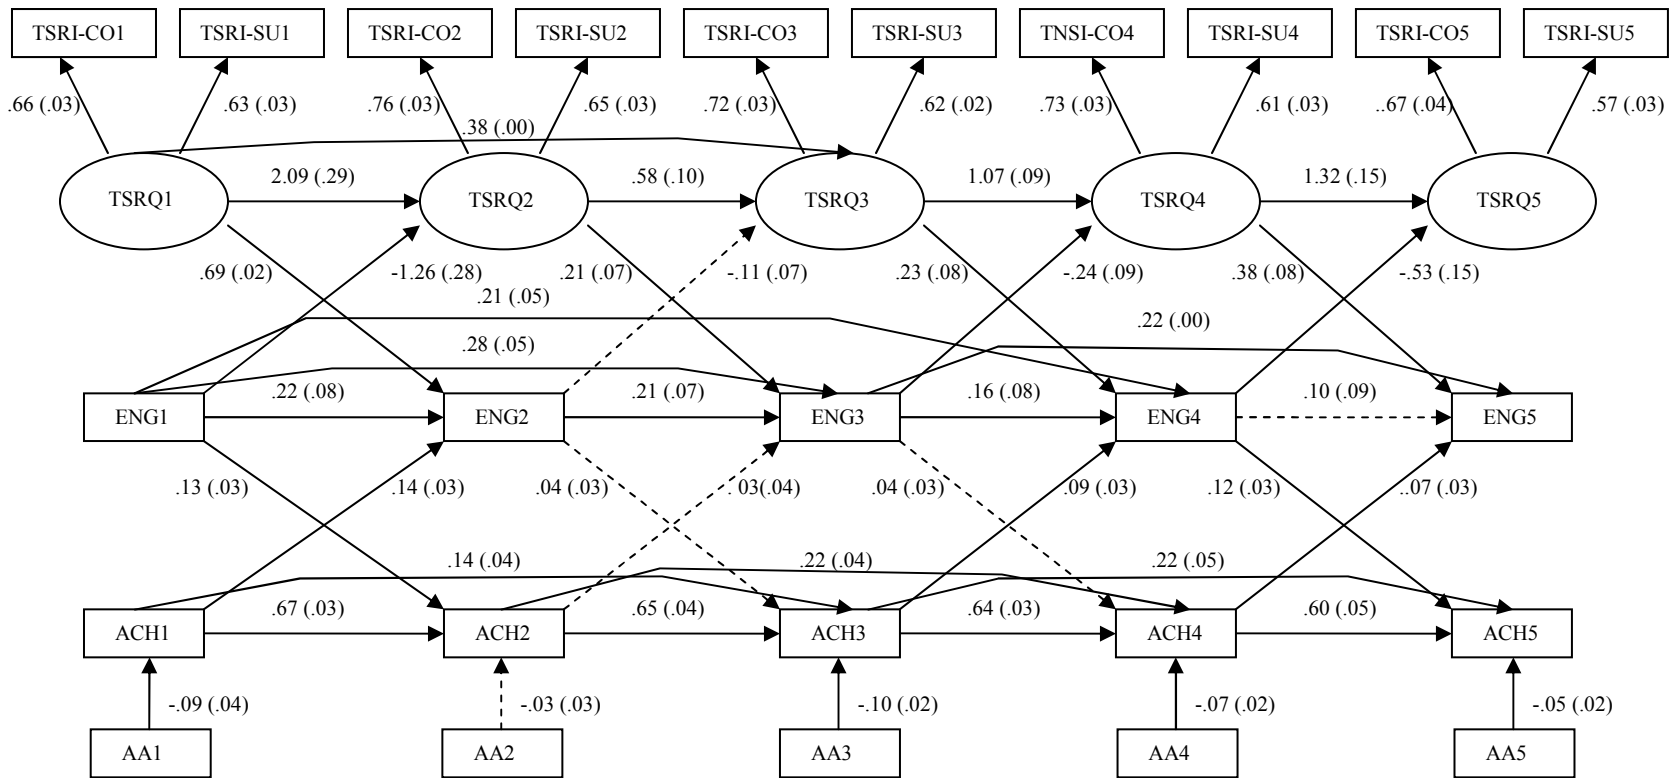 TSRI-CO1 TSRI-SU1 TSRI-CO2 TSRI-SU2 TSRI-CO3 TSRI-SU3 TNSI-CO4 TSRI-SU4 TSRI-CO5 TSRI-SU5
.66 (.03) .63 (.03) .76 (.03) .65 (.03) .72 (.03) .62 (.02) .73 (.03) .61 (.03) ..67 (.04) .57 (.03)
.38 (.00)
2.09 (.29) .58 (.10) 1.07 (.09) 1.32 (.15)
TSRQ1 TSRQ2 TSRQ3 TSRQ4 TSRQ5
.69 (.02) -1.26 (.28) .21 (.07) -.11 (.07) .23 (.08) -.24 (.09) .38 (.08) -.53 (.15)
.21 (.05)
.22 (.00)
.28 (.05)
.22 (.08) .21 (.07) .16 (.08) .10 (.09)
ENG1 ENG2 ENG3 ENG4 ENG5
.13 (.03) .14 (.03) .04 (.03) .03(.04) .04 (.03) .09 (.03) .12 (.03) ..07 (.03)
.14 (.04) .22 (.04) .22 (.05)
.67 (.03) .65 (.04) .64 (.03) .60 (.05)
ACH1 ACH2 ACH3 ACH4 ACH5
-.09 (.04) -.03 (.03) -.10 (.02) -.07 (.02) -.05 (.02)
AA1 AA2 AA3 AA4 AA5